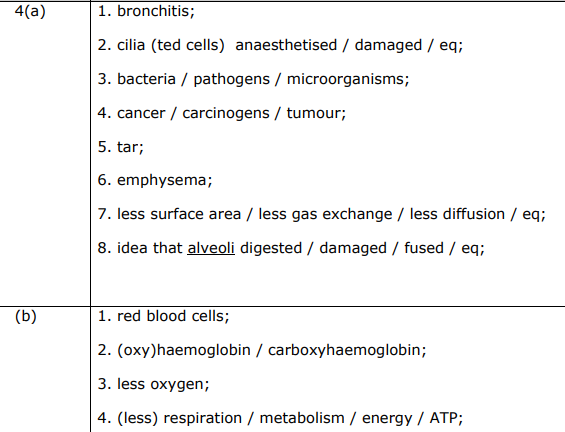 4(a) 1. bronchitis;
2. cilia (ted cells) anaesthetised / damaged / eq;
3. bacteria / pathogens / microorganisms;
4. cancer / carcinogens / tumour;
5. tar;
6. emphysema;
7. less surface area / less gas exchange / less diffusion / eq;
8. idea that alveoli digested / damaged / fused / eq;
(b) 1. red blood cells;
2. (oxy)haemoglobin / carboxyhaemoglobin;
3. less oxygen;
4. (less) respiration / metabolism / energy / ATP;